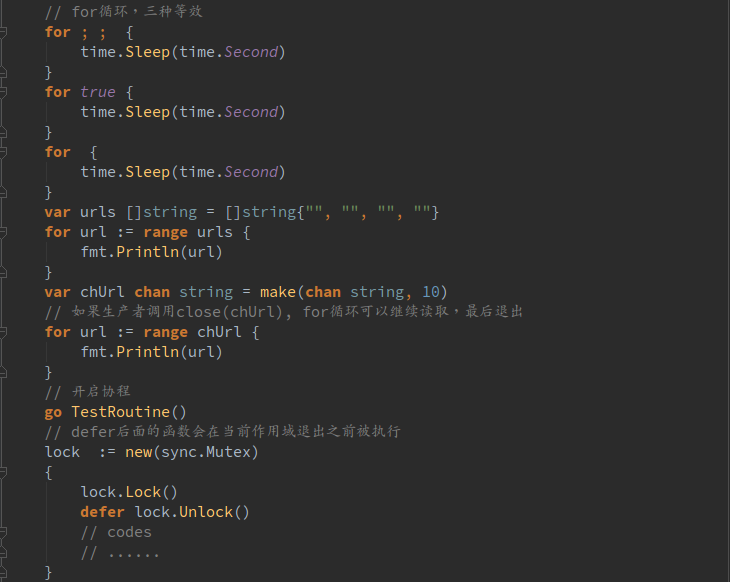 // for循环，三种等效
for ; ;  {
    time.Sleep(time.Second)
}
for true {
    time.Sleep(time.Second)
}
for  {
    time.Sleep(time.Second)
}
var urls []string = []string{"", "", "", ""}
for url := range urls {
    fmt.Println(url)
}
var chUrl chan string = make(chan string, 10)
// 如果生产者调用close(chUrl), for循环可以继续读取，最后退出
for url := range chUrl {
    fmt.Println(url)
}
// 开启协程
go TestRoutine()
// defer后面的函数会在当前作用域退出之前被执行
lock  := new(sync.Mutex)
{
    lock.Lock()
    defer lock.Unlock()
    // codes
    // ......
}